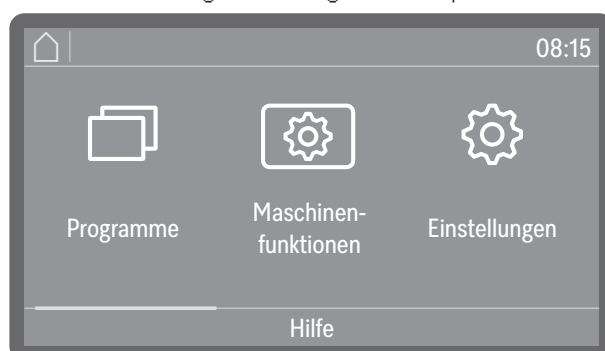 08:15
Programme
Maschinen-
funktionen
Einstellungen
Hilfe